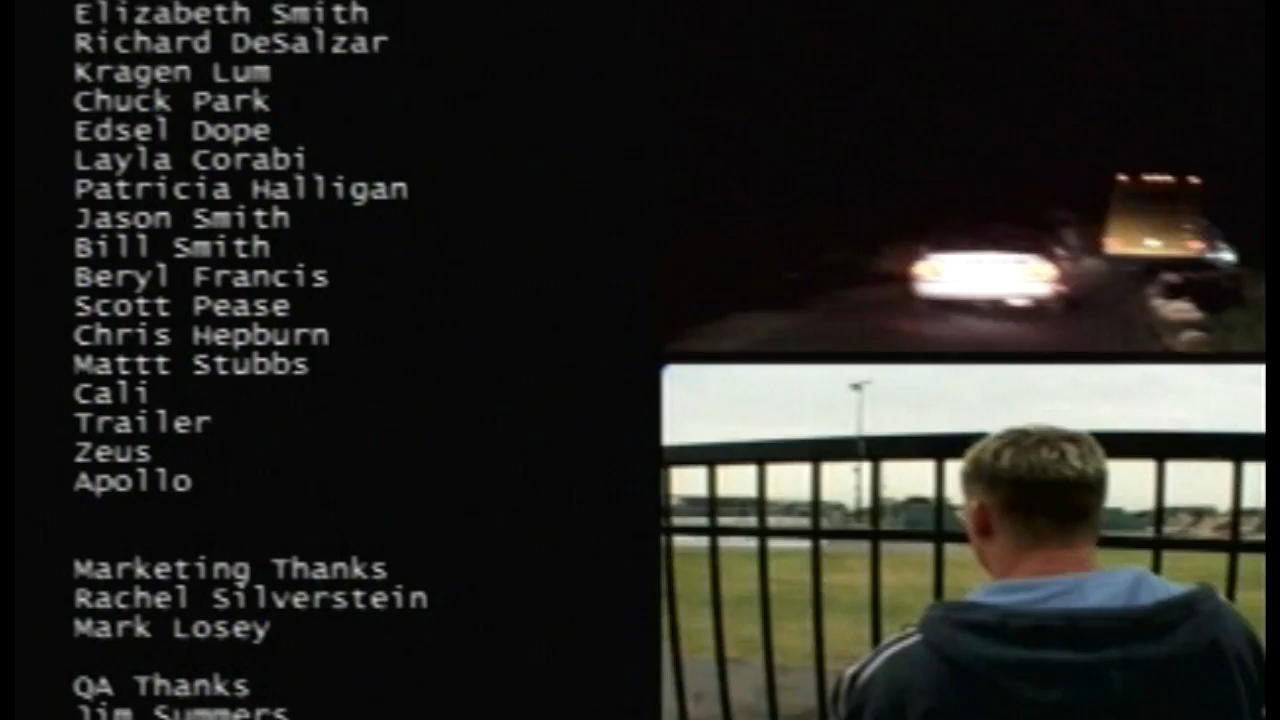 Elizabeth Smith
Richard DeSalzar
Kragen Lum
Chuck Park
Edsel Dope
Layla Corabi
Patricia Halligan
Jason Smith
Bill Smith
Beryl Francis
Scott Pease
Chris Hepburn
Mattt Stubbs
Cali
Trailer
Zeus
Apollo
Marketing Thanks
Rachel Silverstein
Mark Losey
QA Thanks
Jim Summers